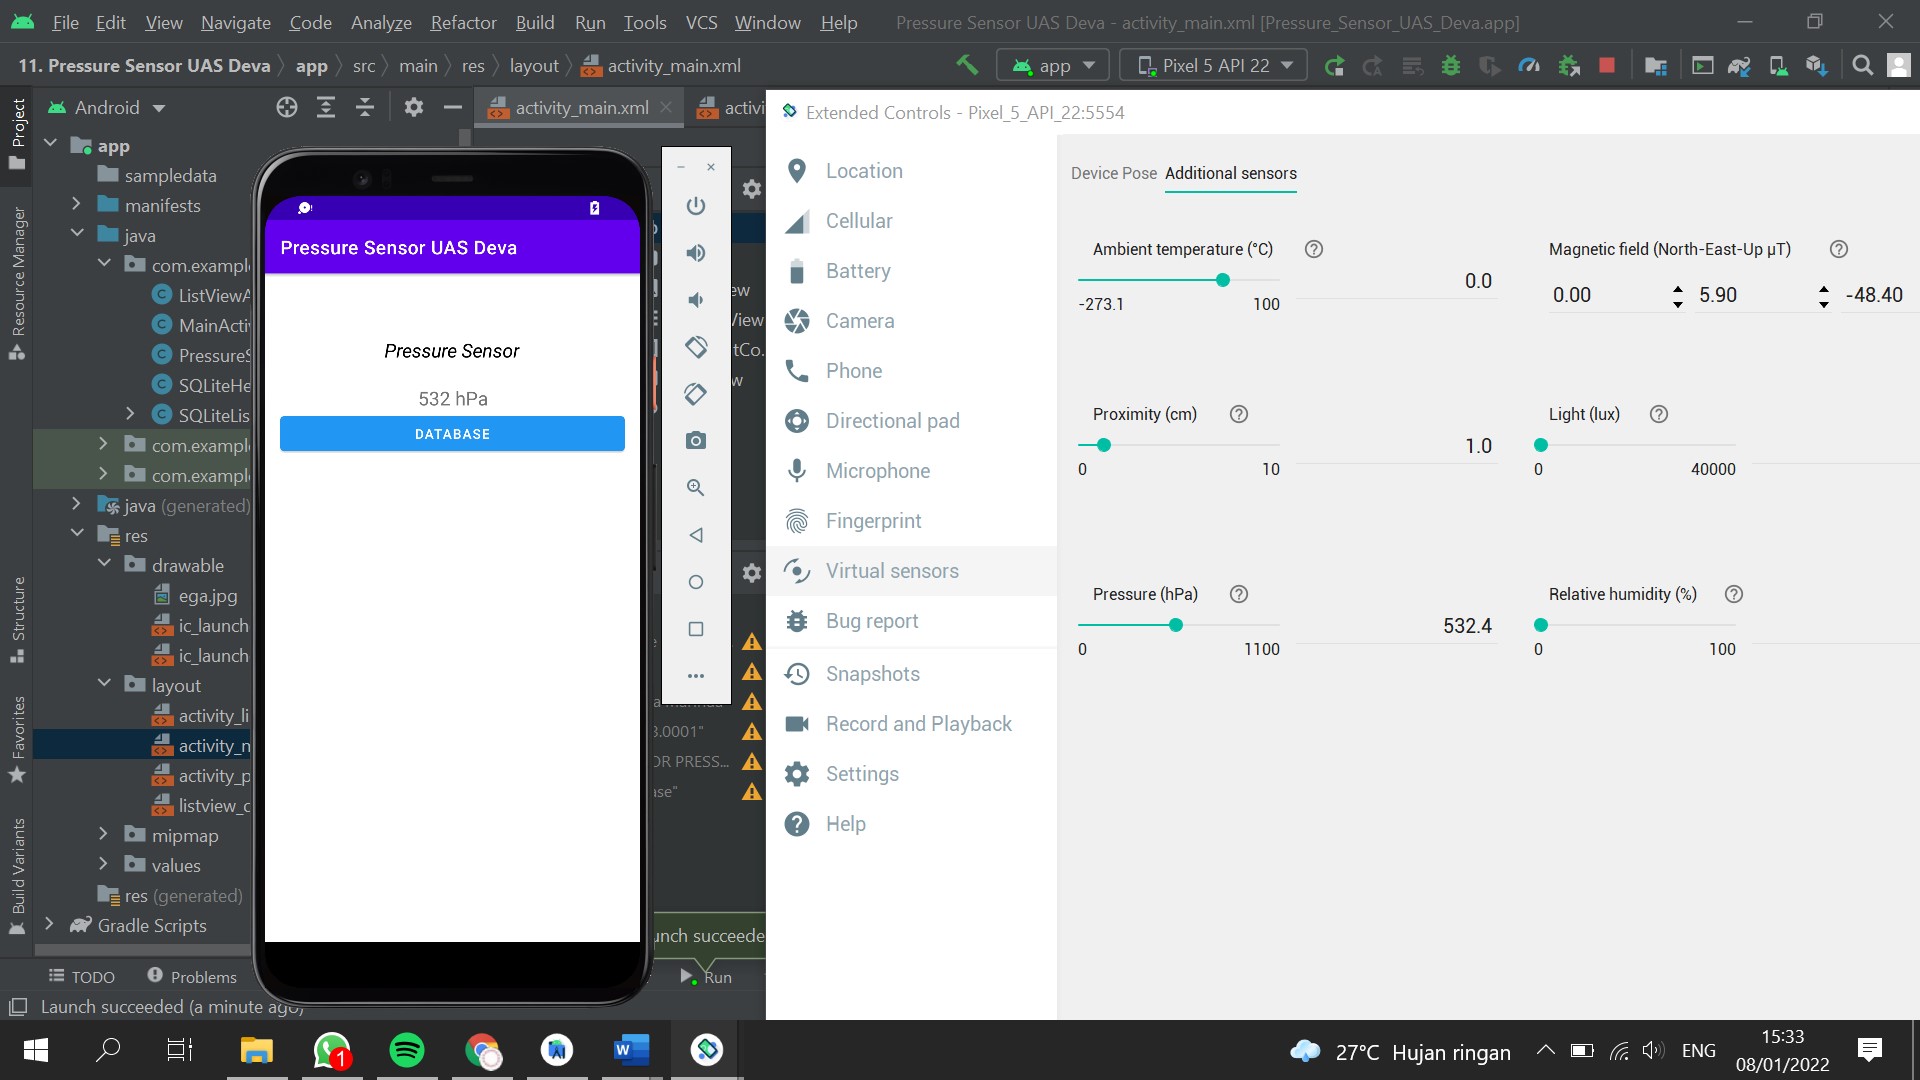 File Edit View Navigate Code Analyze Refactor Build Run Tools VCS Window Help Pressure Sensor UAS Deva - activity_main.xml [Pressure_Sensor_UAS_Deva.app]
11. Pressure Sensor UAS Deva app src main res layout activity_main.xml app Pixel 5 API 22
Project
Resource Manager
Structure
Favorites
Build Variants
Android
activity_main.xml
activi
app
sampledata
manifests
java
com.exampl
ListViewA
MainActi
PressureS
SQLiteHe
SQLiteLis
com.exampl
com.exampl
java (generated)
res
drawable
ega.jpg
ic_launch
ic_launch
layout
activity_li
activity_n
activity_p
listview_c
mipmap
values
res (generated)
Gradle Scripts
TODO Problems Run
Launch succeeded (a minute ago)
Pressure Sensor UAS Deva
Pressure Sensor
532 hPa
DATABASE
ew
View
tCo.
w
3.0001"
OR PRESS...
ase"
unch succeede
Extended Controls - Pixel_5_API_22:5554
Location
Cellular
Battery
Camera
Phone
Directional pad
Microphone
Fingerprint
Virtual sensors
Bug report
Snapshots
Record and Playback
Settings
Help
Device Pose Additional sensors
Ambient temperature (°C)
0.0
-273.1 100
Magnetic field (North-East-Up µT)
0.00 5.90 -48.40
Proximity (cm)
1.0
0 10
Light (lux)
0 40000
Pressure (hPa)
532.4
0 1100
Relative humidity (%)
0 100
1
W
27°C Hujan ringan
ENG
15:33
08/01/2022